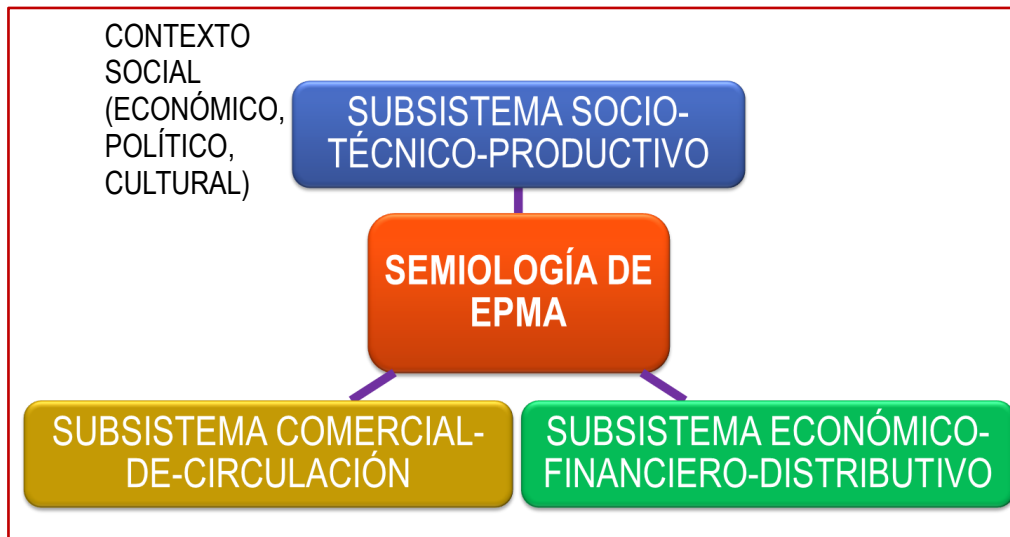 CONTEXTO
SOCIAL
(ECONÓMICO,
POLÍTICO,
CULTURAL)
SUBSISTEMA SOCIO-
TÉCNICO-PRODUCTIVO
SEMIOLOGÍA DE
EPMA
SUBSISTEMA COMERCIAL-
DE-CIRCULACIÓN
SUBSISTEMA ECONÓMICO-
FINANCIERO-DISTRIBUTIVO